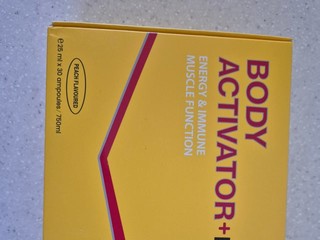 BODY
ACTIVATOR+
ENERGY & IMMUNE
MUSCLE FUNCTION
PEACH FLAVOURED
℮ 25 ml x 30 ampoules / 750ml